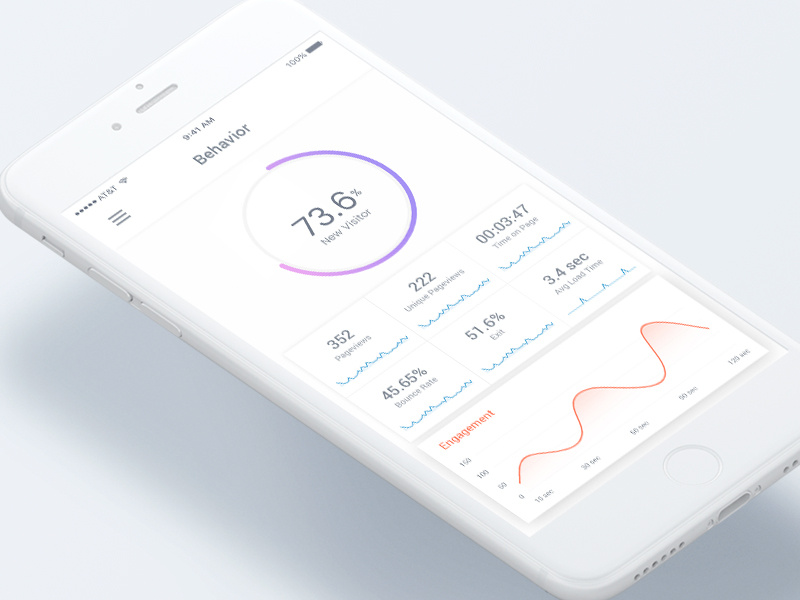 AT&T
9:41 AM
100%
Behavior
73.6%
New Visitor
352
Pageviews
222
Unique Pageviews
00:03:47
Time on Page
45.65%
Bounce Rate
51.6%
Exit
3.4 sec
Avg Load Time
Engagement
150
100
50
0
10 sec
30 sec
60 sec
90 sec
120 sec